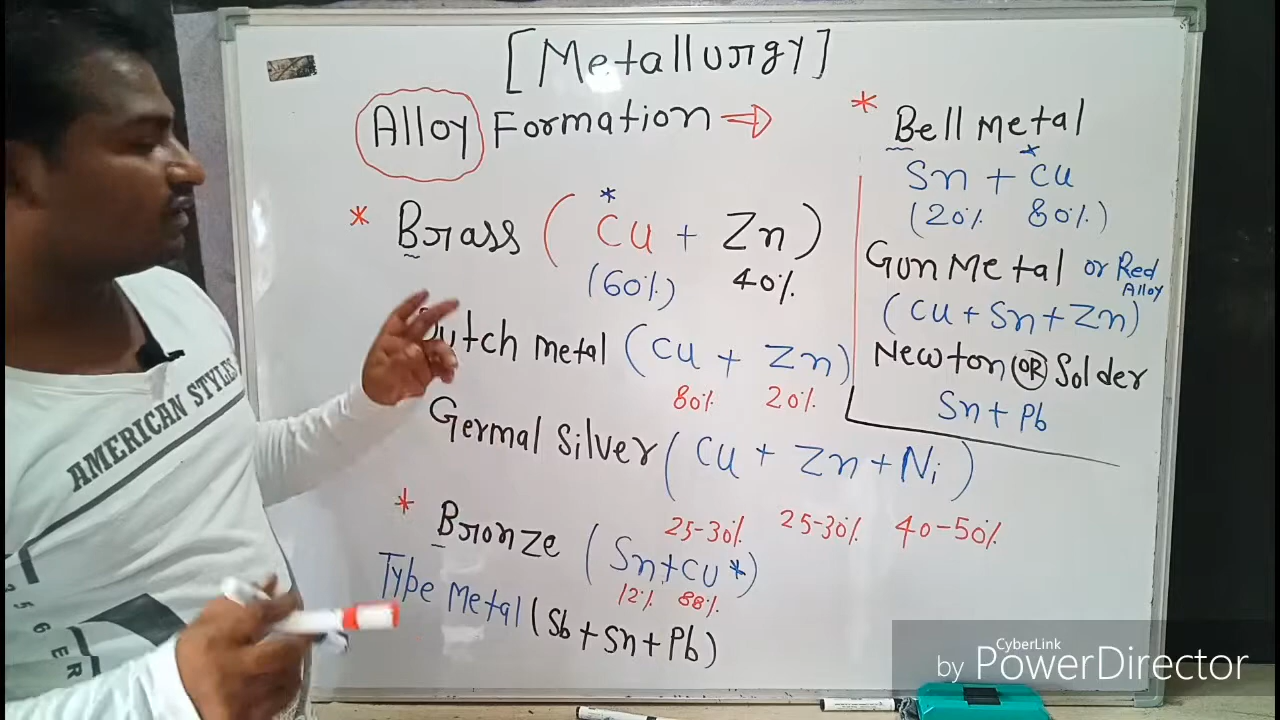 [Metallurgy]
Alloy Formation ⇒
* Brass ( Cu* + Zn )
(60%) 40%
Dutch metal ( Cu + Zn )
80% 20%
Germal Silver ( Cu + Zn + Ni )
25-30% 25-30% 40-50%
* Bronze ( Sn + Cu* )
12% 88%
Type Metal ( Sb + Sn + Pb )
* Bell Metal
Sn + Cu*
(20% 80%)
Gun Metal or Red
Alloy
( Cu + Sn + Zn )
Newton OR Solder
Sn + Pb
AMERICAN STYLES
CyberLink
by PowerDirector